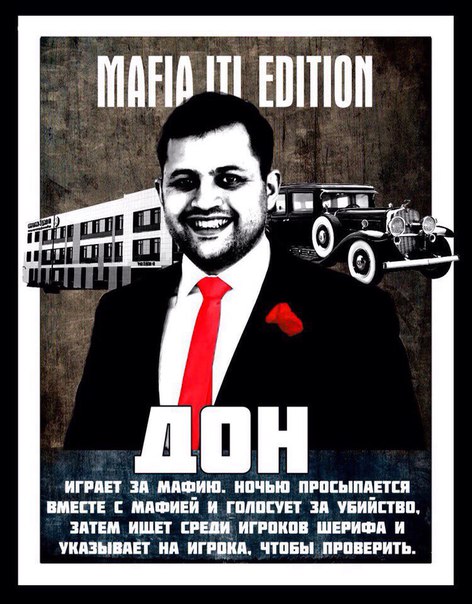 MAFIA ITL EDITION
ДОН
ИГРАЕТ ЗА МАФИЮ. НОЧЬЮ ПРОСЫПАЕТСЯ
ВМЕСТЕ С МАФИЕЙ И ГОЛОСУЕТ ЗА УБИЙСТВО,
ЗАТЕМ ИЩЕТ СРЕДИ ИГРОКОВ ШЕРИФА И
УКАЗЫВАЕТ НА ИГРОКА, ЧТОБЫ ПРОВЕРИТЬ.